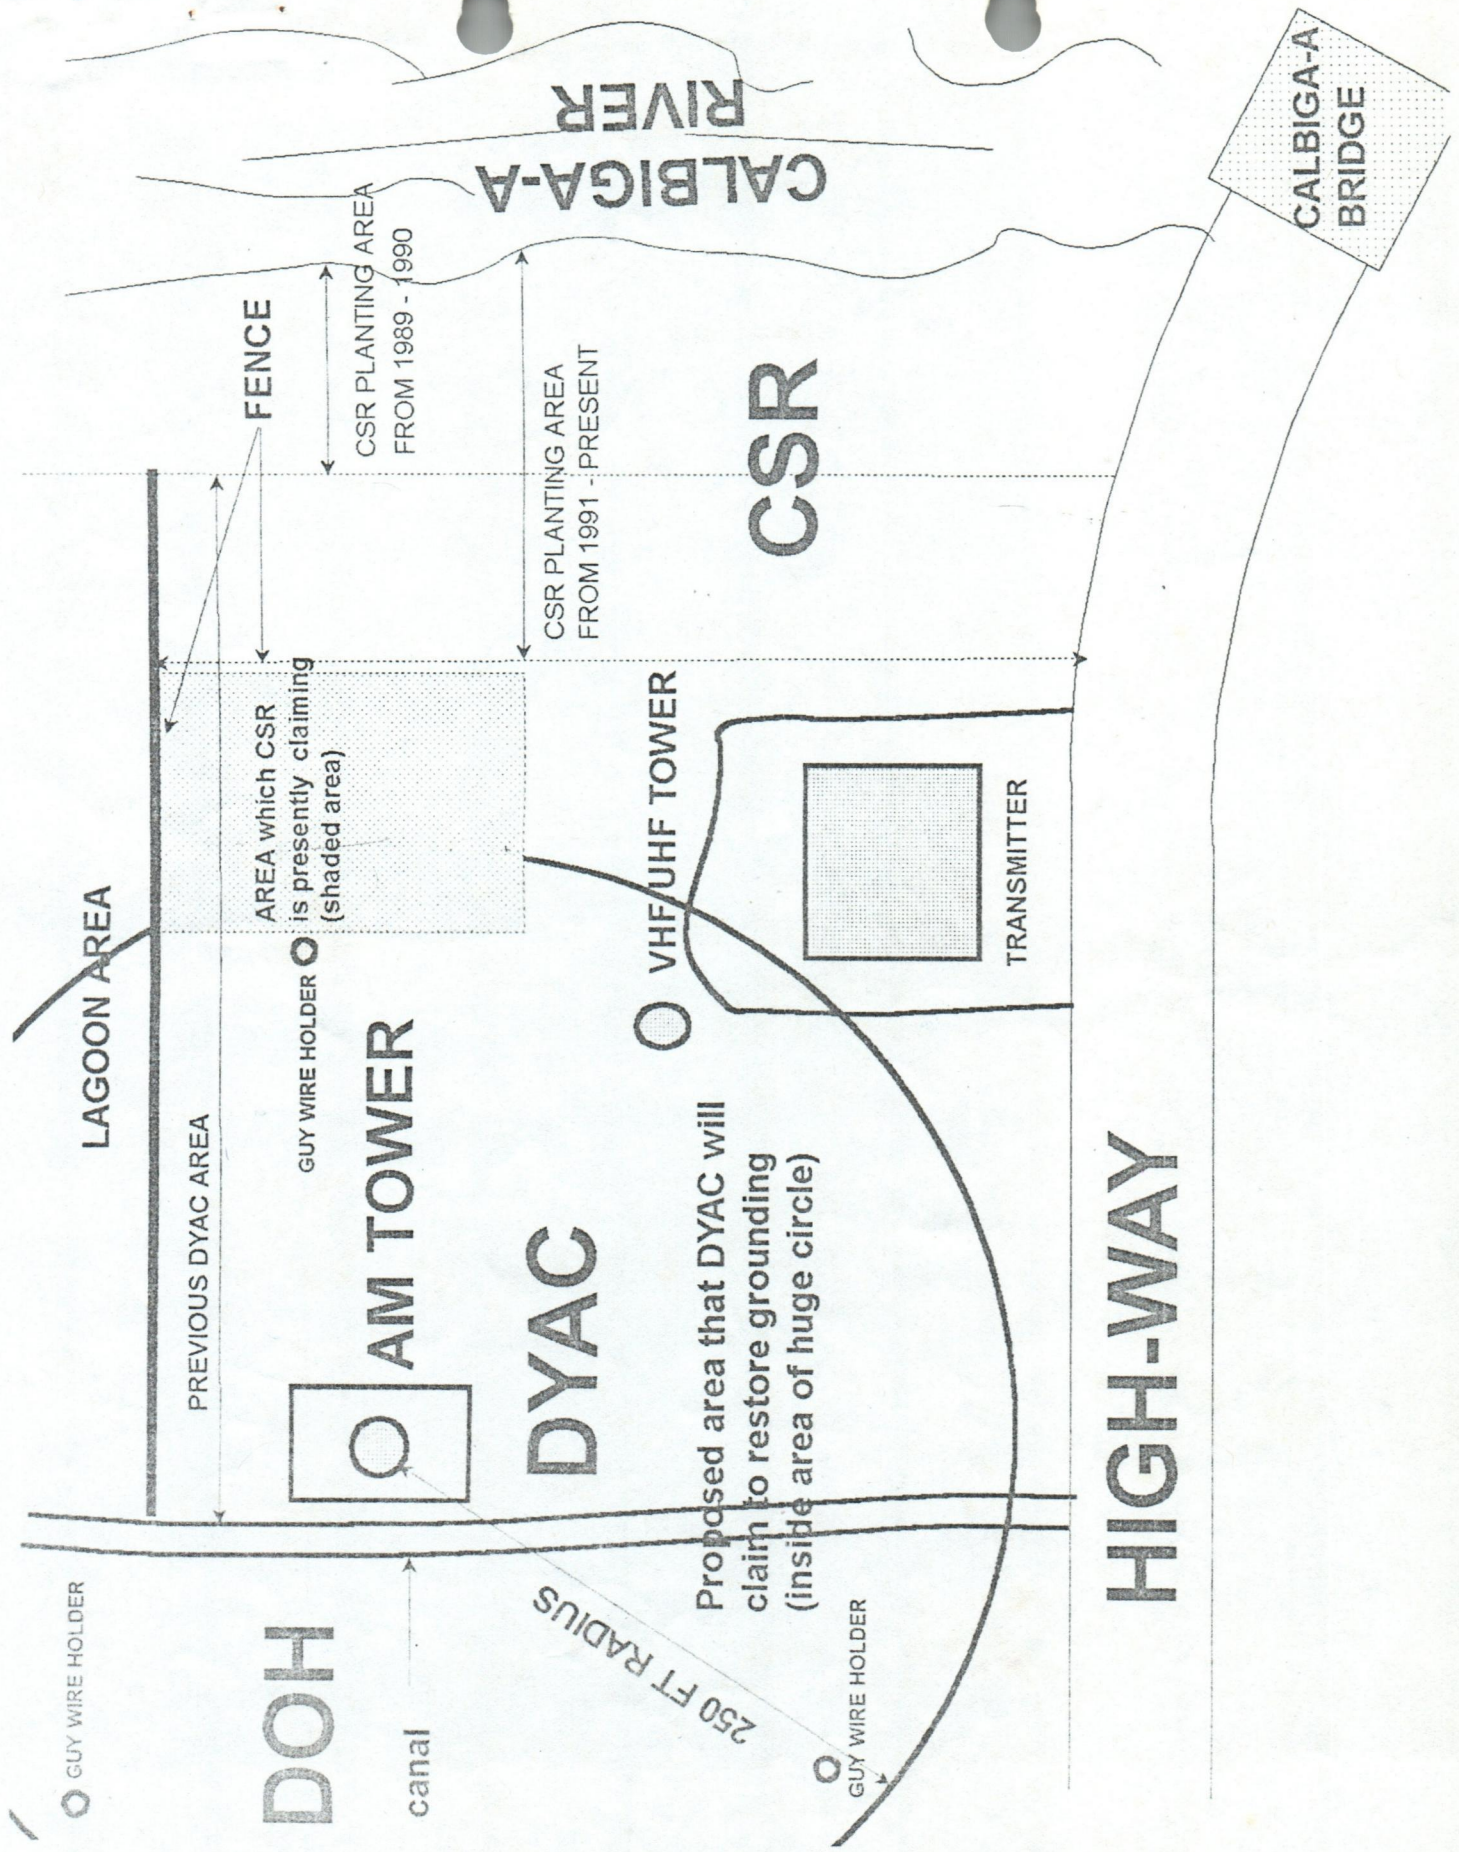 LAGOON AREA
PREVIOUS DYAC AREA
FENCE
GUY WIRE HOLDER
AREA which CSR
is presently claiming
(shaded area)
GUY WIRE HOLDER
AM TOWER
CSR PLANTING AREA
FROM 1989 - 1990
CALBIGA-A
RIVER
DOH
canal
DYAC
CSR PLANTING AREA
FROM 1991 - PRESENT
250 FT RADIUS
VHF/UHF TOWER
Proposed area that DYAC will
claim to restore grounding
(inside area of huge circle)
CSR
GUY WIRE HOLDER
TRANSMITTER
HIGH-WAY
CALBIGA-A
BRIDGE